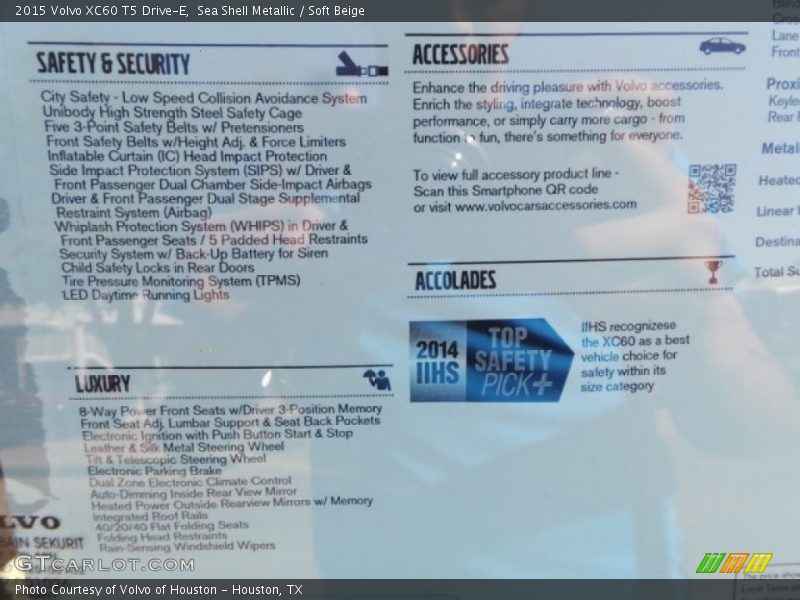 2015 Volvo XC60 T5 Drive-E, Sea Shell Metallic / Soft Beige
SAFETY & SECURITY
City Safety - Low Speed Collision Avoidance System
Unibody High Strength Steel Safety Cage
Five 3-Point Safety Belts w/ Pretensioners
Front Safety Belts w/Height Adj. & Force Limiters
Inflatable Curtain (IC) Head Impact Protection
Side Impact Protection System (SIPS) w/ Driver &
Front Passenger Dual Chamber Side-Impact Airbags
Driver & Front Passenger Dual Stage Supplemental
Restraint System (Airbag)
Whiplash Protection System (WHIPS) in Driver &
Front Passenger Seats / 5 Padded Head Restraints
Security System w/ Back-Up Battery for Siren
Child Safety Locks in Rear Doors
Tire Pressure Monitoring System (TPMS)
LED Daytime Running Lights
LUXURY
8-Way Power Front Seats w/Driver 3-Position Memory
Front Seat Adj. Lumbar Support & Seat Back Pockets
Electronic Ignition with Push Button Start & Stop
Leather & Silk Metal Steering Wheel
Tilt & Telescopic Steering Wheel
Electronic Parking Brake
Dual Zone Electronic Climate Control
Auto-Dimming Inside Rear View Mirror
Heated Power Outside Rearview Mirrors w/ Memory
Integrated Roof Rails
40/20/40 Flat Folding Seats
Folding Head Restraints
Rain-Sensing Windshield Wipers
LVO
SEKURIT
ACCESSORIES
Enhance the driving pleasure with Volvo accessories.
Enrich the styling, integrate technology, boost
performance, or simply carry more cargo - from
function to fun, there's something for everyone.
To view full accessory product line -
Scan this Smartphone QR code
or visit www.volvocarsaccessories.com
ACCOLADES
2014
IIHS
TOP
SAFETY
PICK+
IIHS recognizese
the XC60 as a best
vehicle choice for
safety within its
size category
Lane
Front
Proxi
Keyle
Rear
Metall
Heated
Linear
Destina
Total Su
The price show
GTcarlot.com
Photo Courtesy of Volvo of Houston - Houston, TX